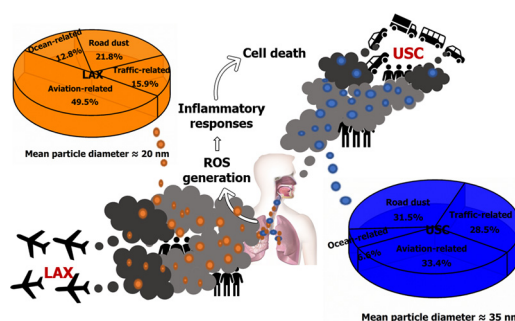 Ocean-related
12.8%
Road dust
21.8%
LAX
Traffic-related
15.9%
Aviation-related
49.5%
Mean particle diameter ≈ 20 nm
Cell death
Inflammatory
responses
ROS
generation
USC
LAX
Road dust
31.5%
Traffic-related
USC
Ocean-related
Aviation-related
33.4%
Mean particle diameter ≈ 35 nm